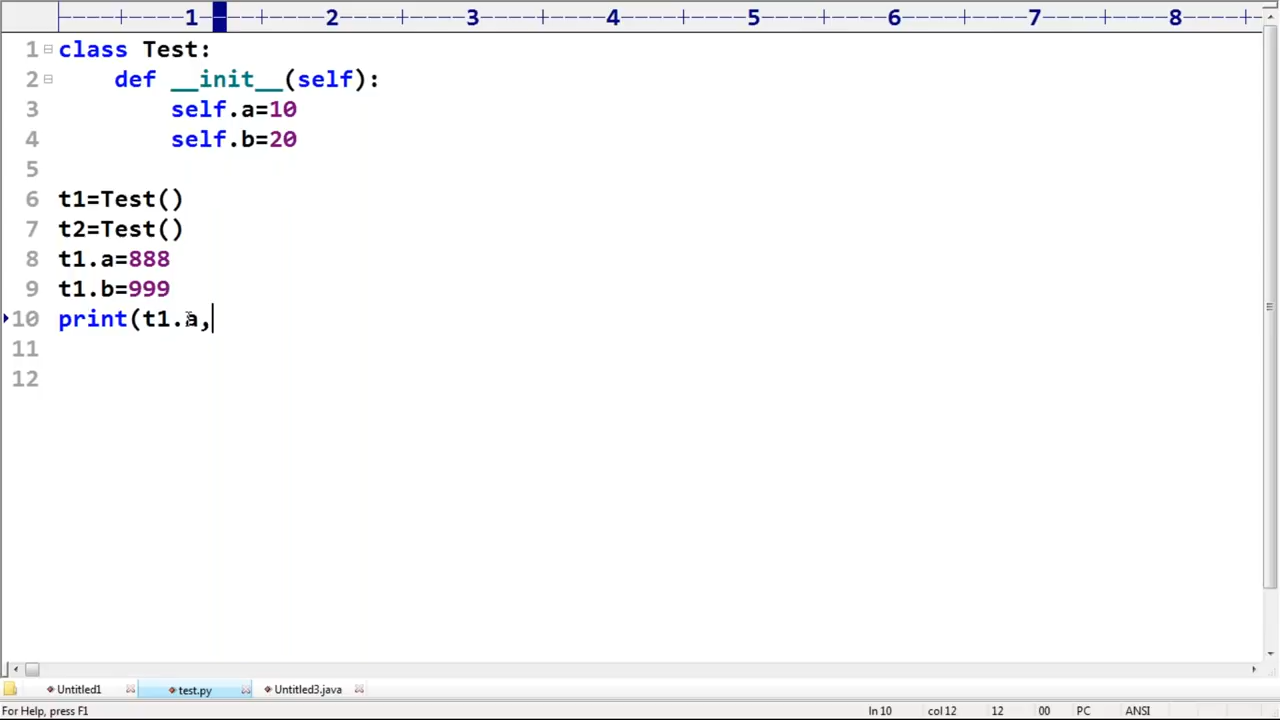 1 2 3 4 5 6 7 8
1 class Test:
2     def __init__(self):
3         self.a=10
4         self.b=20
5
6 t1=Test()
7 t2=Test()
8 t1.a=888
9 t1.b=999
10 print(t1.a,
11
12
Untitled1 test.py Untitled3.java
For Help, press F1 ln 10 col 12 12 00 PC ANSI